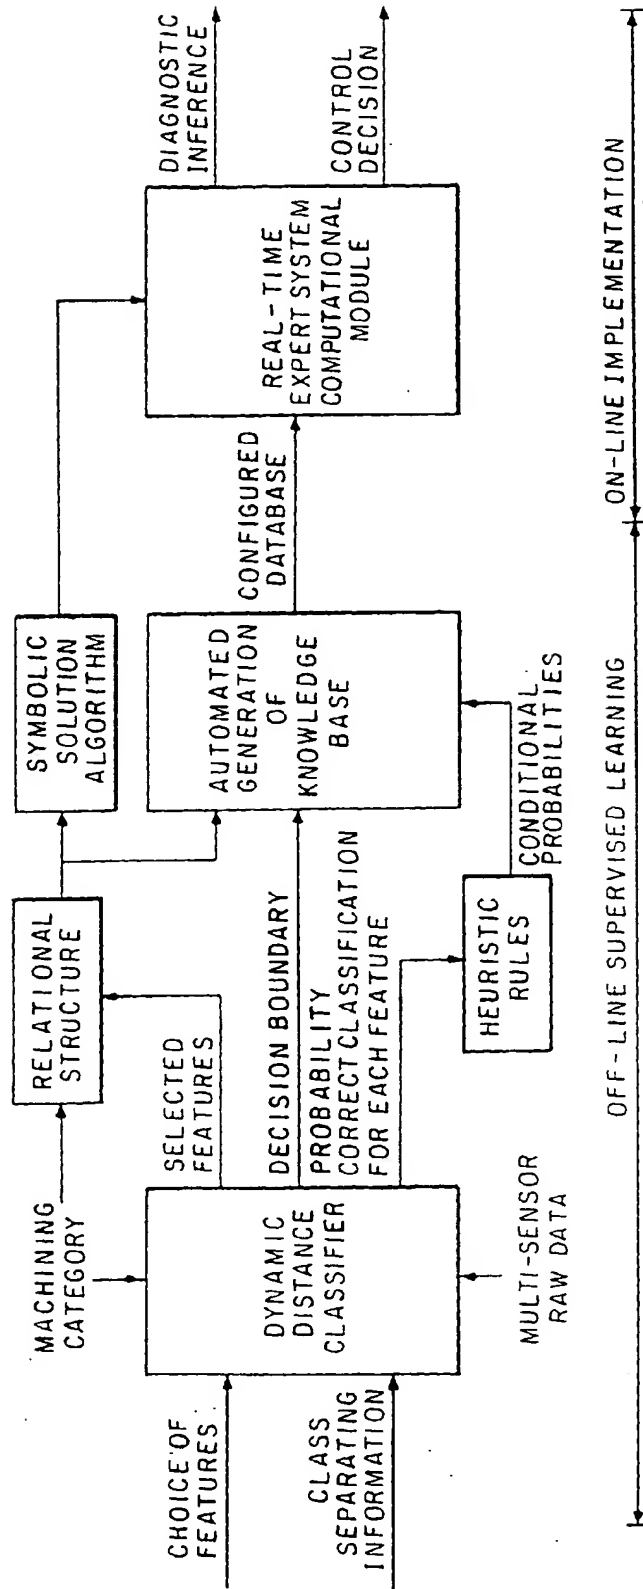 CHOICE OF
FEATURES
CLASS
SEPARATING
INFORMATION
MACHINING
CATEGORY
DYNAMIC
DISTANCE
CLASSIFIER
MULTI-SENSOR
RAW DATA
RELATIONAL
STRUCTURE
SELECTED
FEATURES
DECISION BOUNDARY
PROBABILITY
CORRECT CLASSIFICATION
FOR EACH FEATURE
HEURISTIC
RULES
SYMBOLIC
SOLUTION
ALGORITHM
AUTOMATED
GENERATION
OF
KNOWLEDGE
BASE
CONDITIONAL
PROBABILITIES
CONFIGURED
DATABASE
REAL-TIME
EXPERT SYSTEM
COMPUTATIONAL
MODULE
DIAGNOSTIC
INFERENCE
CONTROL
DECISION
OFF-LINE SUPERVISED LEARNING
ON-LINE IMPLEMENTATION